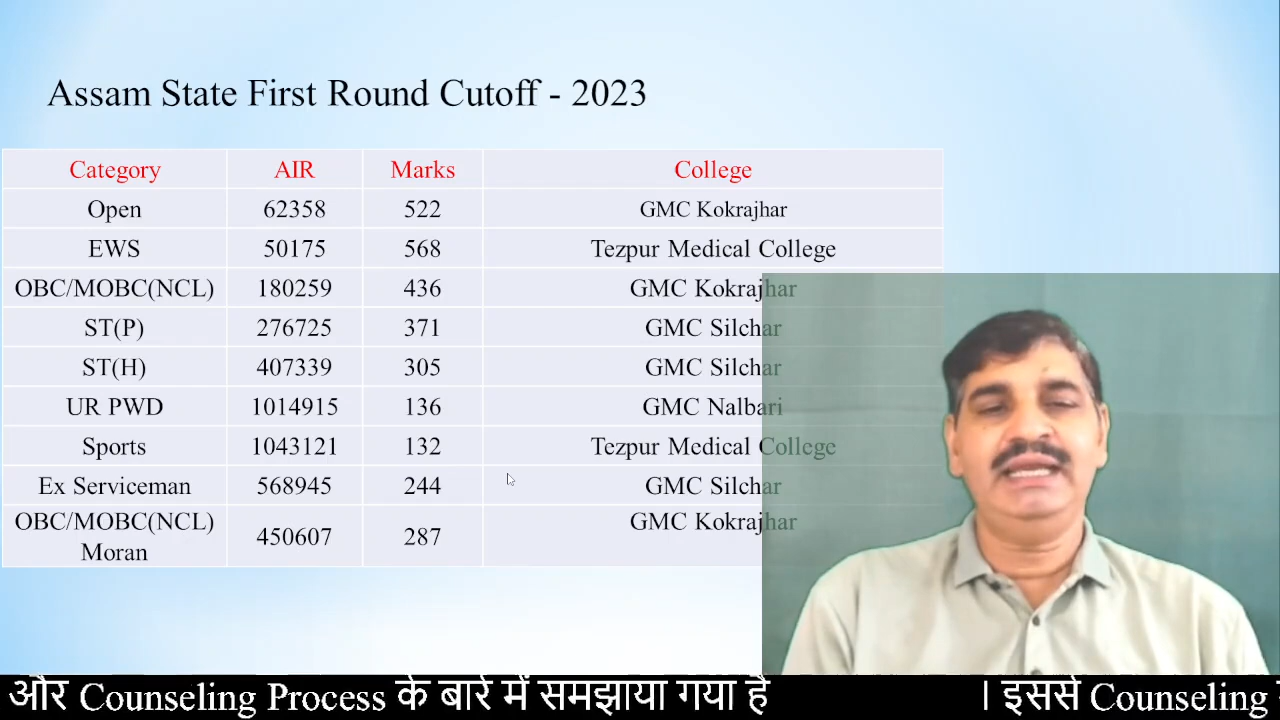 Assam State First Round Cutoff - 2023
Category AIR Marks College
Open 62358 522 GMC Kokrajhar
EWS 50175 568 Tezpur Medical College
OBC/MOBC(NCL) 180259 436 GMC Kokrajhar
ST(P) 276725 371 GMC Silchar
ST(H) 407339 305 GMC Silchar
UR PWD 1014915 136 GMC Nalbari
Sports 1043121 132 Tezpur Medical College
Ex Serviceman 568945 244 GMC Silchar
OBC/MOBC(NCL) Moran 450607 287 GMC Kokrajhar
और Counseling Process के बारे में समझाया गया है । इससे Counseling